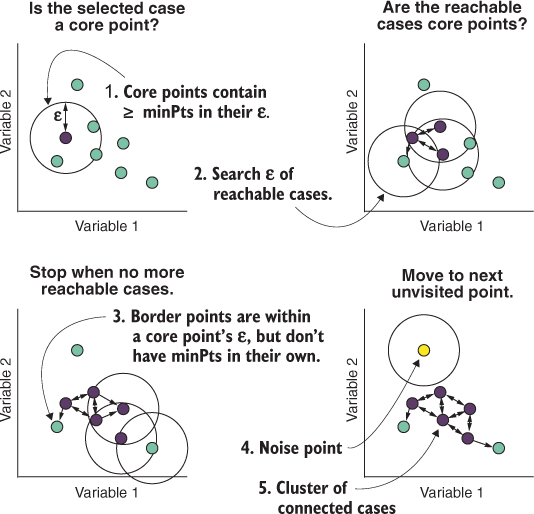 Is the selected case
a core point?
Are the reachable
cases core points?
Variable 2
ε
1. Core points contain
≥ minPts in their ε.
Variable 1
Variable 2
2. Search ε of
reachable cases.
Variable 1
Stop when no more
reachable cases.
Move to next
unvisited point.
Variable 2
3. Border points are within
a core point's ε, but don't
have minPts in their own.
Variable 1
Variable 2
4. Noise point
5. Cluster of
connected cases
Variable 1